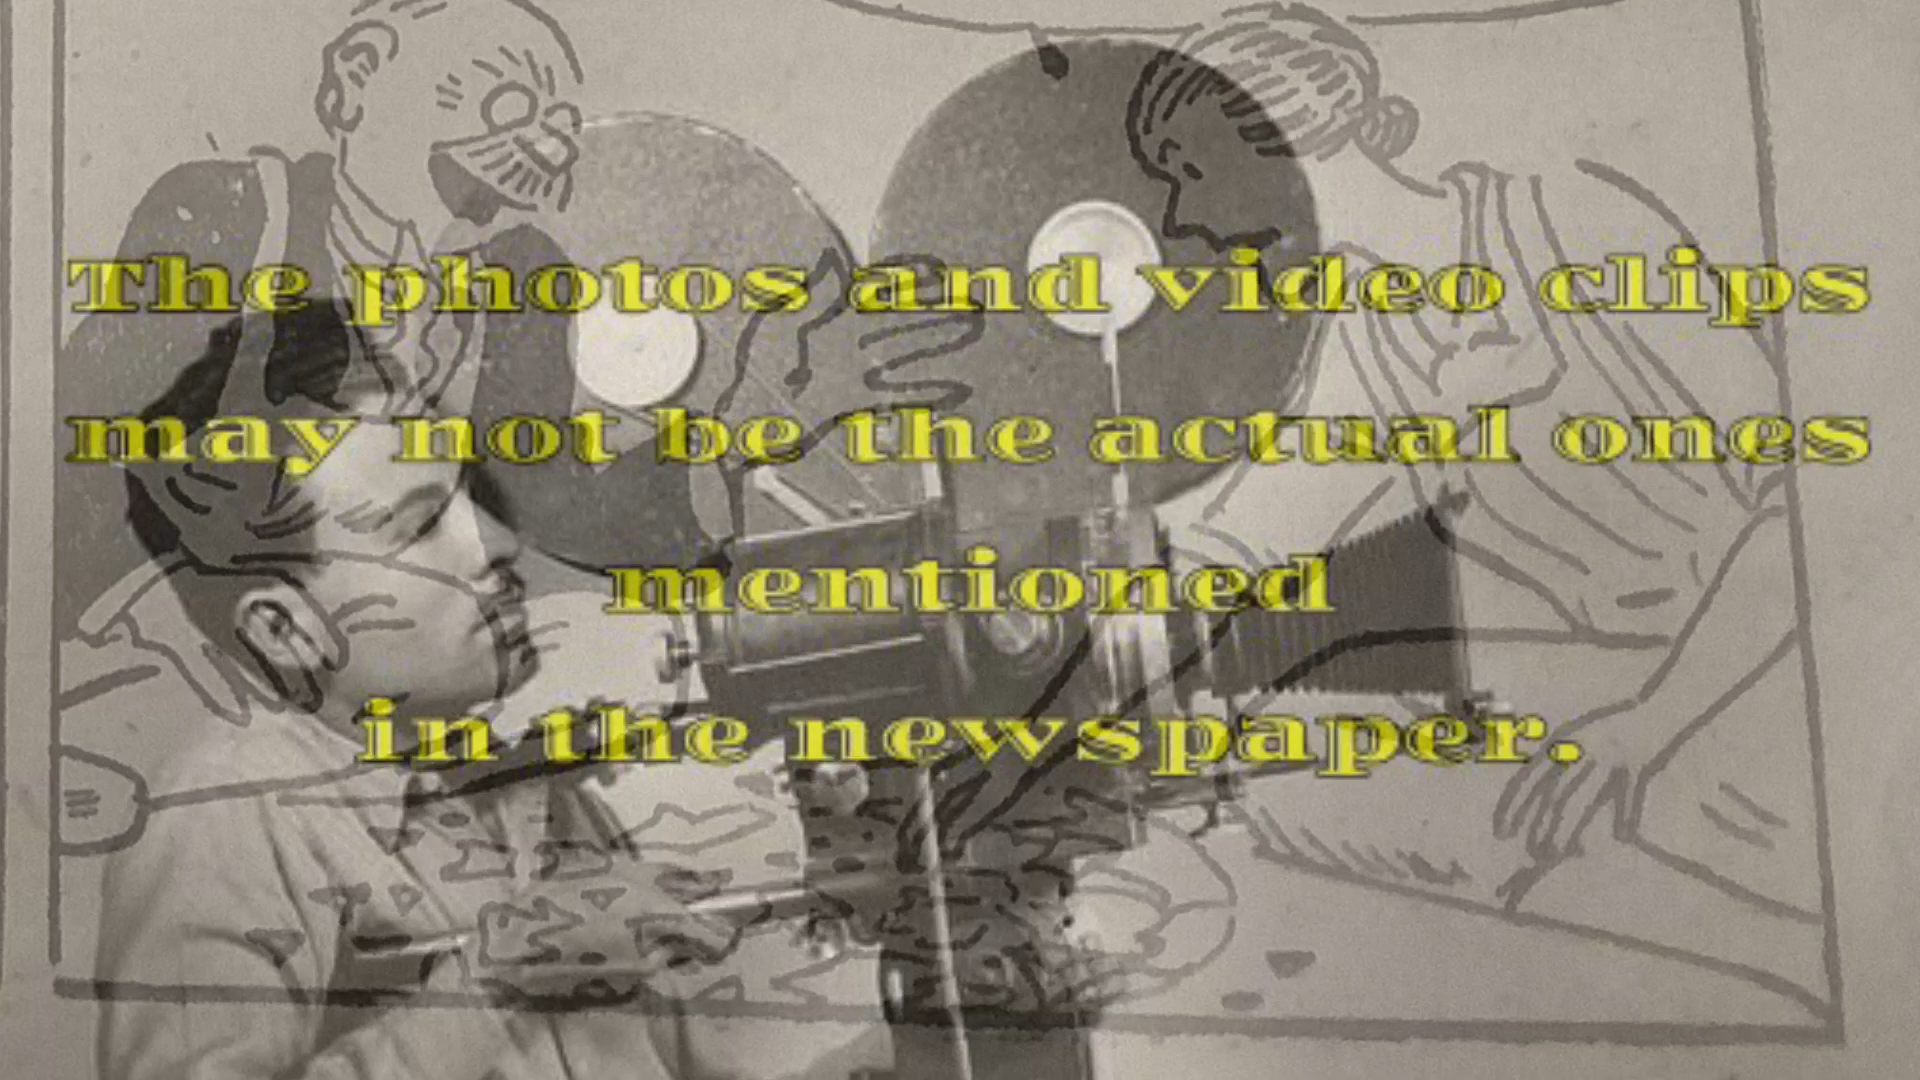 The photos and video clips
may not be the actual ones
mentioned
in the newspaper.